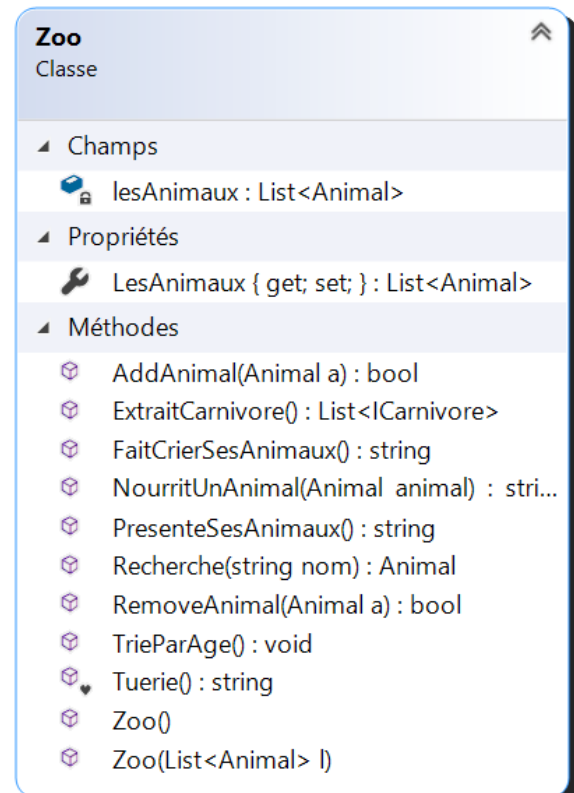 Zoo
Classe
Champs
lesAnimaux : List<Animal>
Propriétés
LesAnimaux { get; set; } : List<Animal>
Méthodes
AddAnimal(Animal a) : bool
ExtraitCarnivore() : List<ICarnivore>
FaitCrierSesAnimaux() : string
NourritUnAnimal(Animal animal) : stri...
PresenteSesAnimaux() : string
Recherche(string nom) : Animal
RemoveAnimal(Animal a) : bool
TrieParAge() : void
Tuerie() : string
Zoo()
Zoo(List<Animal> l)